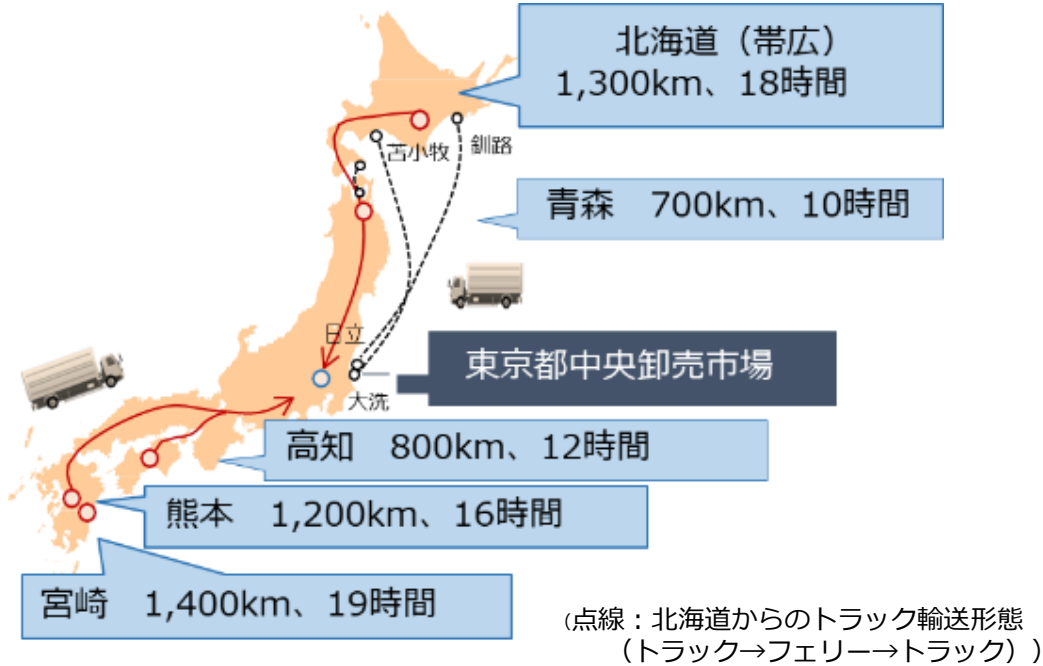 北海道（帯広）
1,300km、18時間
苫小牧
釧路
青森　700km、10時間
日立
東京都中央卸売市場
大洗
高知　800km、12時間
熊本　1,200km、16時間
宮崎　1,400km、19時間
(点線：北海道からのトラック輸送形態
（トラック→フェリー→トラック））